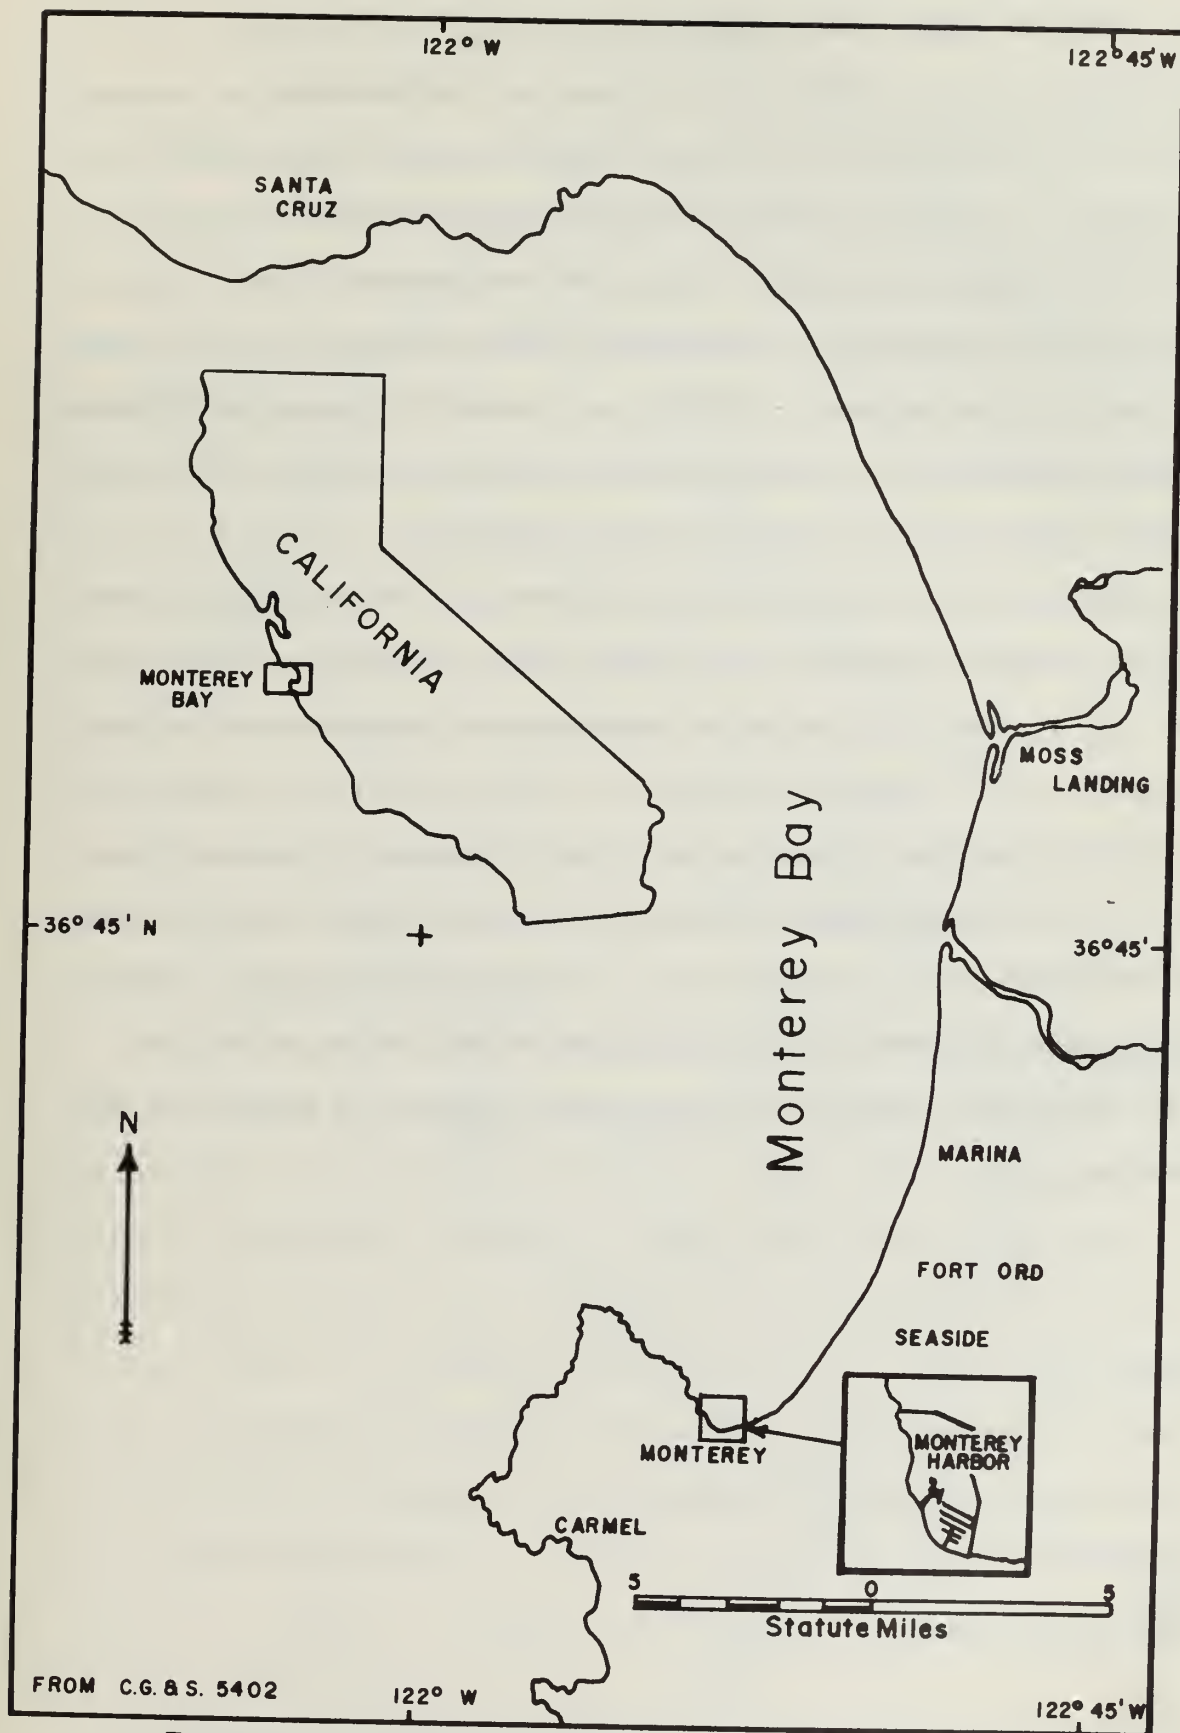 122° W
122° 45' W
SANTA
CRUZ
CALIFORNIA
MONTEREY
BAY
MOSS
LANDING
Monterey Bay
36° 45' N
36° 45'
N
MARINA
FORT ORD
SEASIDE
MONTEREY
HARBOR
MONTEREY
CARMEL
5 0 5
Statute Miles
FROM C.G. & S. 5402
122° W
122° 45' W